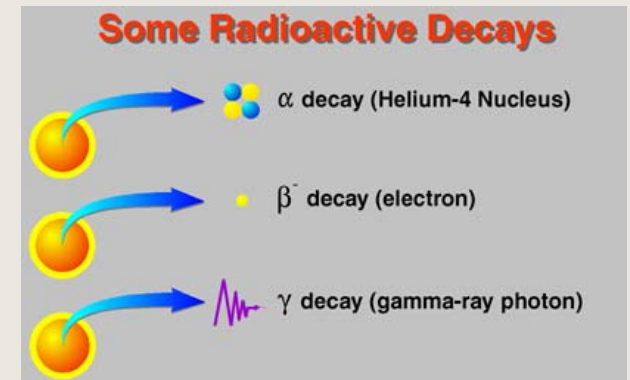 Some Radioactive Decays
α decay (Helium-4 Nucleus)
β⁻ decay (electron)
γ decay (gamma-ray photon)